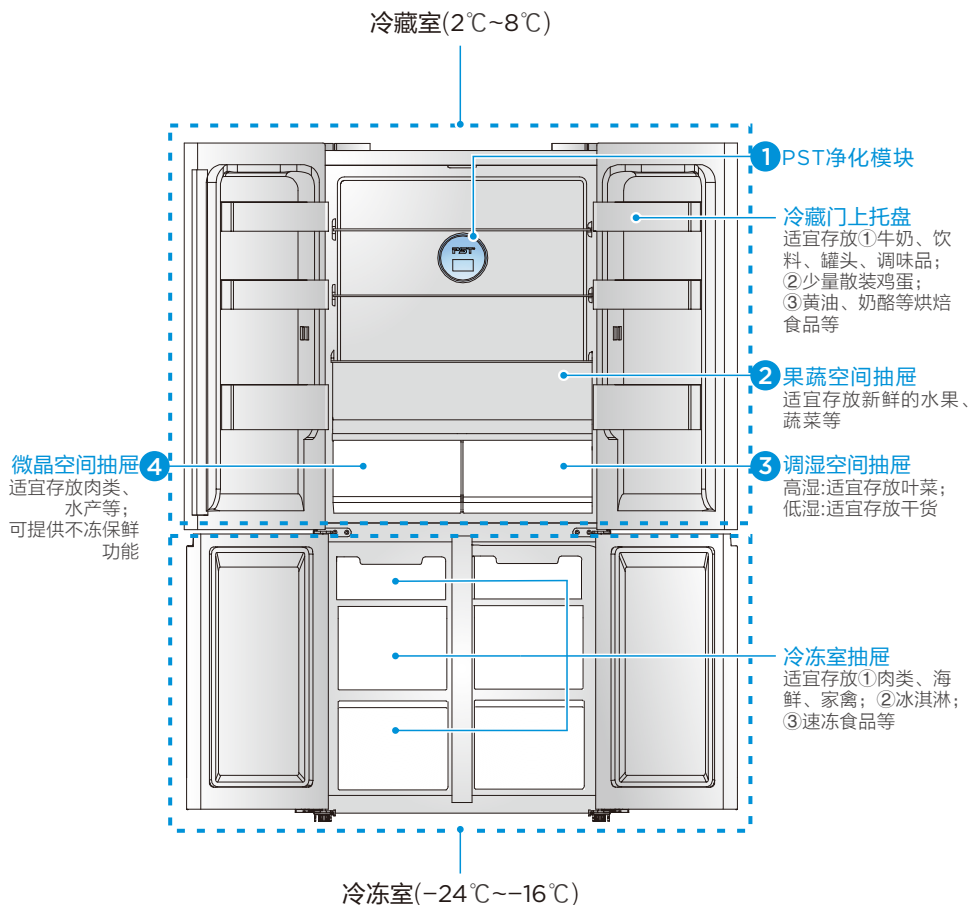 冷藏室(2℃~8℃)
1 PST净化模块
PST
冷藏门上托盘
适宜存放①牛奶、饮
料、罐头、调味品；
②少量散装鸡蛋；
③黄油、奶酪等烘焙
食品等
2 果蔬空间抽屉
适宜存放新鲜的水果、
蔬菜等
微晶空间抽屉 4
适宜存放肉类、
水产等；
可提供不冻保鲜
功能
3 调湿空间抽屉
高湿:适宜存放叶菜；
低湿:适宜存放干货
冷冻室抽屉
适宜存放①肉类、海
鲜、家禽；②冰淇淋；
③速冻食品等
冷冻室(−24℃~−16℃)